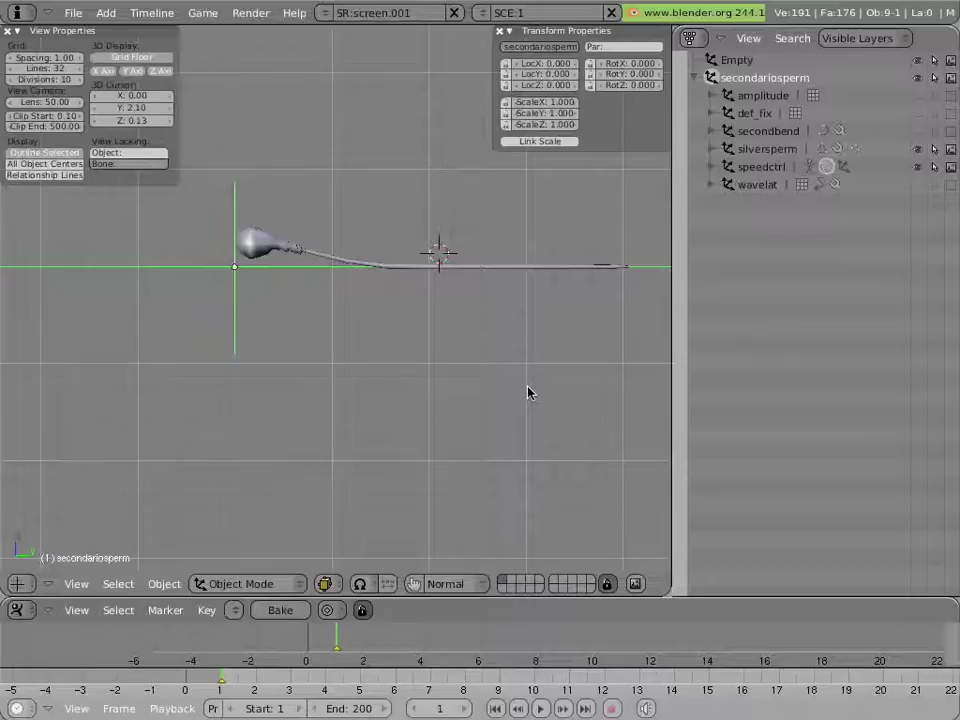 File Add Timeline Game Render Help SR:screen.001 SCE:1 www.blender.org 244.1 Ve:191 | Fa:176 | Ob:9-1 | La:0 | M
View Properties
Grid:
Spacing: 1.00
Lines: 32
Divisions: 10
View Camera:
Lens: 50.00
Clip Start: 0.10
Clip End: 500.00
Display:
Outline Selected
All Object Centers
Relationship Lines
3D Display:
Grid Floor
X Axi Y Axi Z Axi
3D Cursor
X: 0.00
Y: 2.10
Z: 0.13
View Locking:
Object:
Bone:
Transform Properties
secondariosperm Par:
LocX: 0.000 RotX: 0.000
LocY: 0.000 RotY: 0.000
LocZ: 0.000 RotZ: 0.000
ScaleX: 1.000
ScaleY: 1.000
ScaleZ: 1.000
Link Scale
View Search Visible Layers
Empty
secondariosperm
amplitude
def_fix
secondbend
silversperm
speedctrl
wavelat
(1) secondariosperm
View Select Object Object Mode Normal
View Select Marker Key Bake
-6 -4 -2 0 2 4 6 8 10 12 14 16 18 20 22
-5 -4 -3 -2 -1 0 1 2 3 4 5 6 7 8 9 10 11 12 13 14 15 16 17 18 19 20 21 22
View Frame Playback Pr Start: 1 End: 200 1